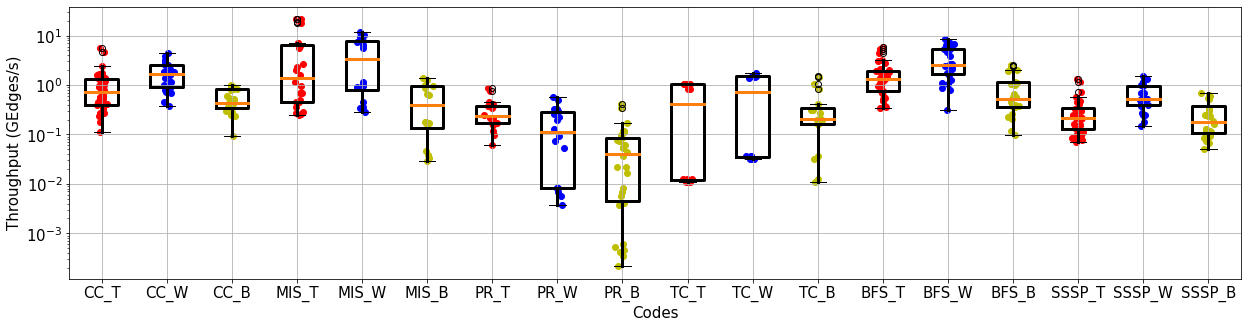 Throughput (GEdges/s)
10¹
10⁰
10⁻¹
10⁻²
10⁻³
CC_T CC_W CC_B MIS_T MIS_W MIS_B PR_T PR_W PR_B TC_T TC_W TC_B BFS_T BFS_W BFS_B SSSP_T SSSP_W SSSP_B
Codes